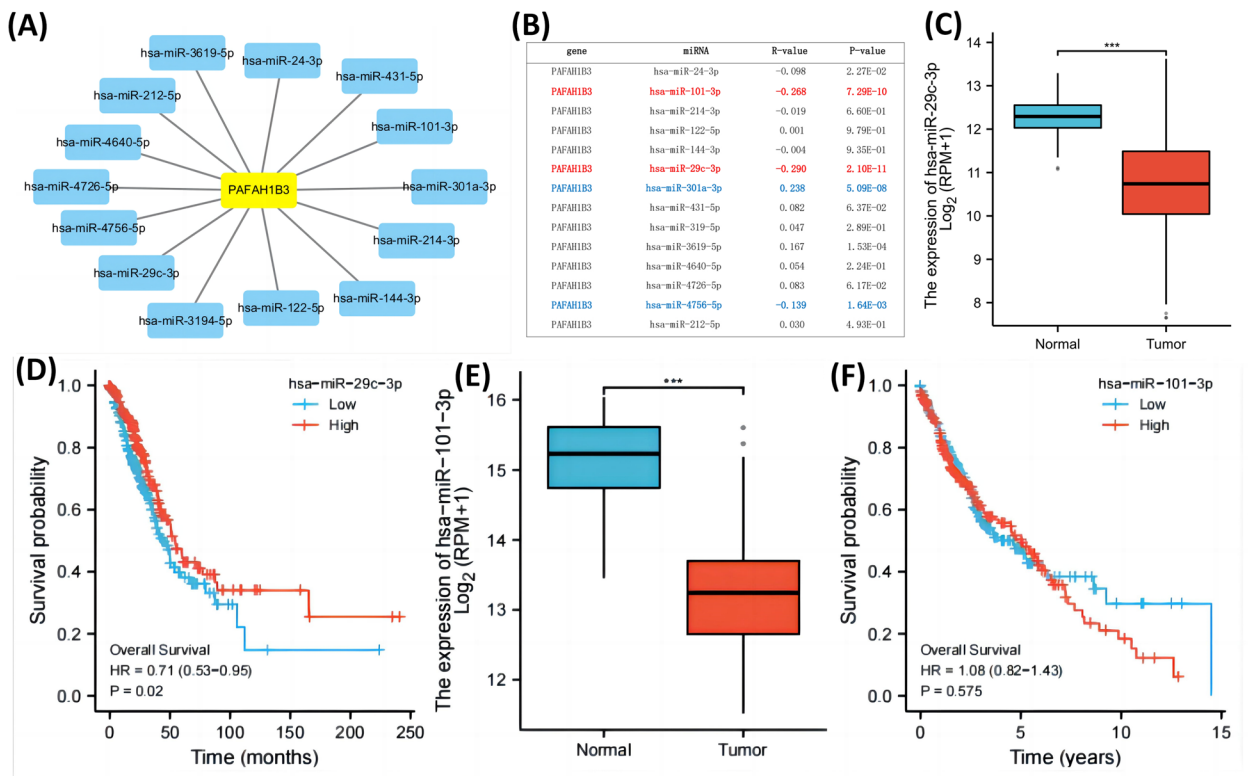 (A)
hsa-miR-3619-5p
hsa-miR-24-3p
hsa-miR-431-5p
hsa-miR-212-5p
hsa-miR-101-3p
hsa-miR-4640-5p
hsa-miR-4726-5p
PAFAH1B3
hsa-miR-301a-3p
hsa-miR-4756-5p
hsa-miR-214-3p
hsa-miR-29c-3p
hsa-miR-144-3p
hsa-miR-3194-5p
hsa-miR-122-5p
(B)
gene miRNA R-value P-value
PAFAH1B3 hsa-miR-24-3p -0.098 2.27E-02
PAFAH1B3 hsa-miR-101-3p -0.268 7.29E-10
PAFAH1B3 hsa-miR-214-3p -0.019 6.60E-01
PAFAH1B3 hsa-miR-122-5p 0.001 9.79E-01
PAFAH1B3 hsa-miR-144-3p -0.004 9.35E-01
PAFAH1B3 hsa-miR-29c-3p -0.290 2.10E-11
PAFAH1B3 hsa-miR-301a-3p 0.238 5.09E-08
PAFAH1B3 hsa-miR-431-5p 0.082 6.37E-02
PAFAH1B3 hsa-miR-319-5p 0.047 2.89E-01
PAFAH1B3 hsa-miR-3619-5p 0.167 1.53E-04
PAFAH1B3 hsa-miR-4640-5p 0.054 2.24E-01
PAFAH1B3 hsa-miR-4726-5p 0.083 6.17E-02
PAFAH1B3 hsa-miR-4756-5p -0.139 1.64E-03
PAFAH1B3 hsa-miR-212-5p 0.030 4.93E-01
(C)
The expression of hsa-miR-29c-3p
Log2 (RPM+1)
***
14
13
12
11
10
9
8
Normal Tumor
(D)
hsa-miR-29c-3p
Low
High
Survival probability
1.0
0.8
0.6
0.4
0.2
0.0
Overall Survival
HR = 0.71 (0.53-0.95)
P = 0.02
0 50 100 150 200 250
Time (months)
(E)
The expression of hsa-miR-101-3p
Log2 (RPM+1)
***
16
15
14
13
12
Normal Tumor
(F)
hsa-miR-101-3p
Low
High
Survival probability
1.0
0.8
0.6
0.4
0.2
0.0
Overall Survival
HR = 1.08 (0.82-1.43)
P = 0.575
0 5 10 15
Time (years)